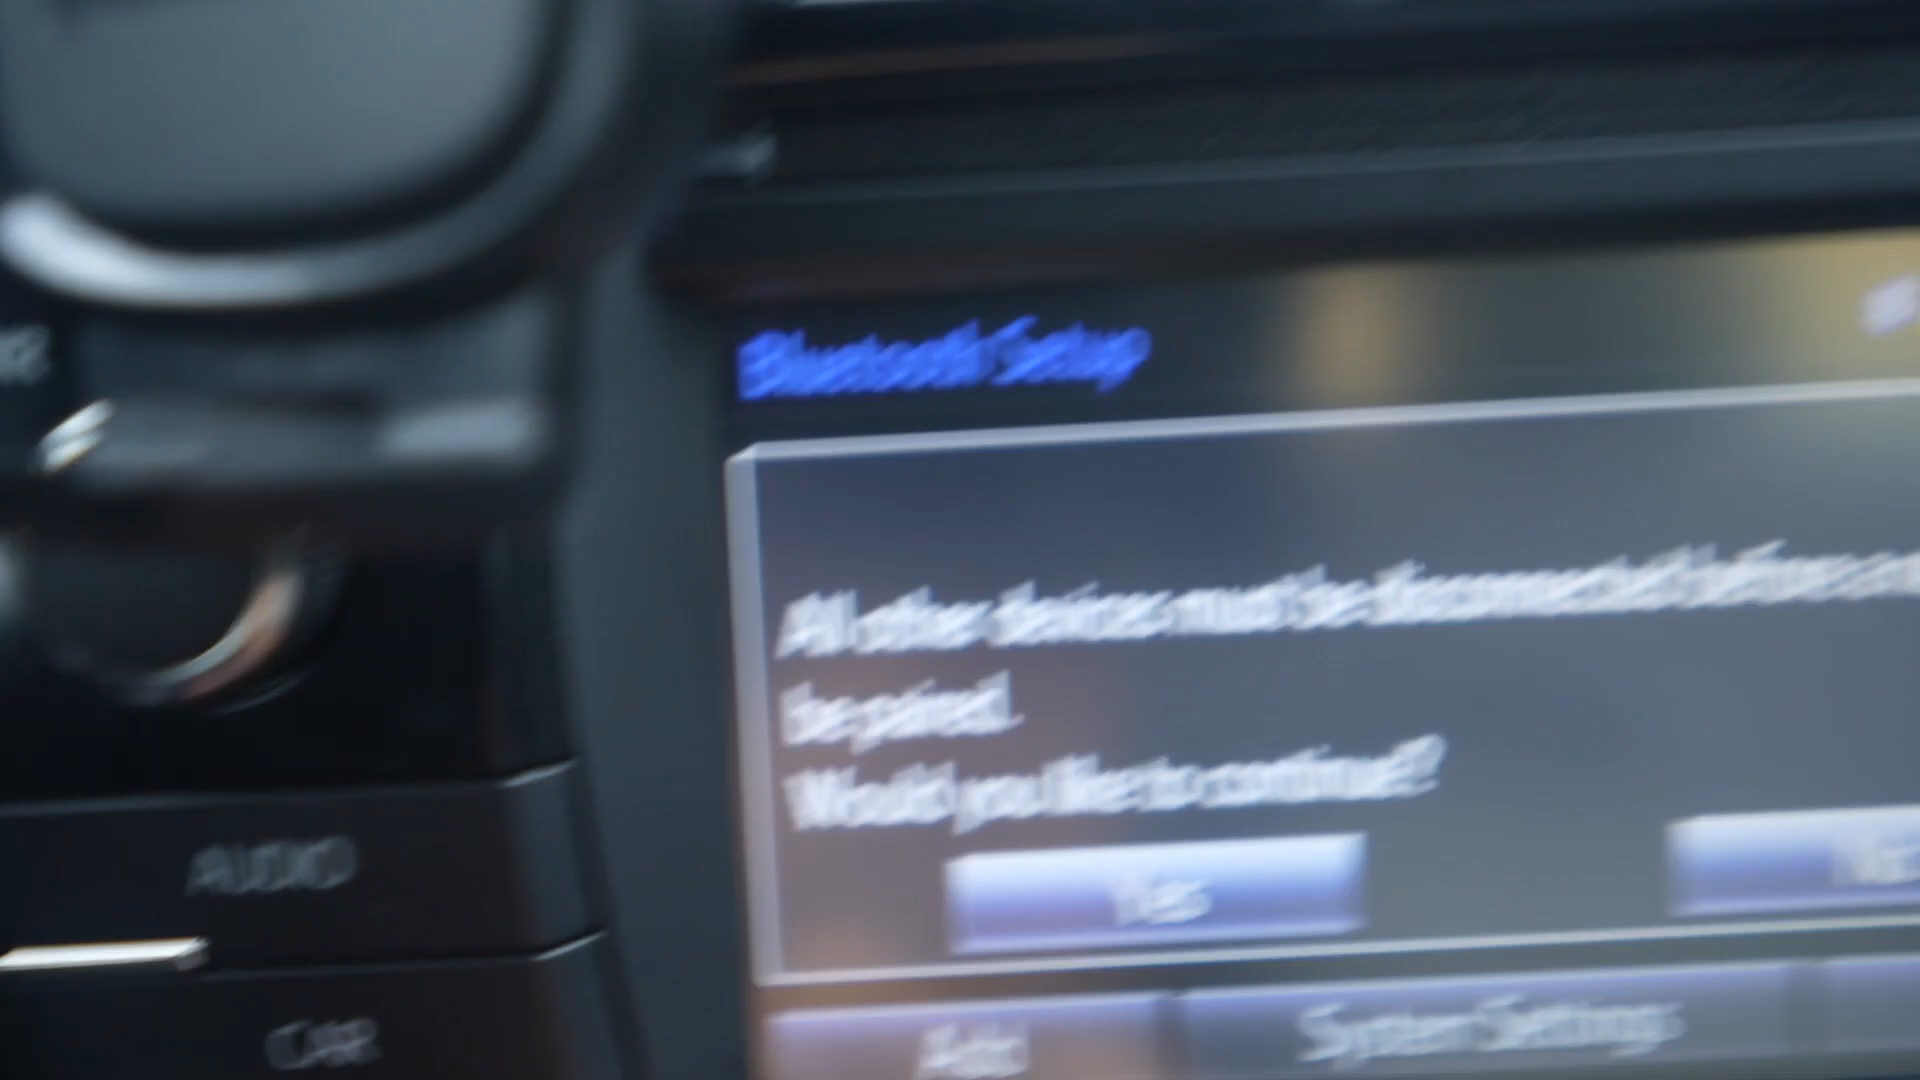 Bluetooth Setup
All other devices must be disconnected before
be paired.
Would you like to continue?
Yes
AUDIO
CAR
Add
System Settings